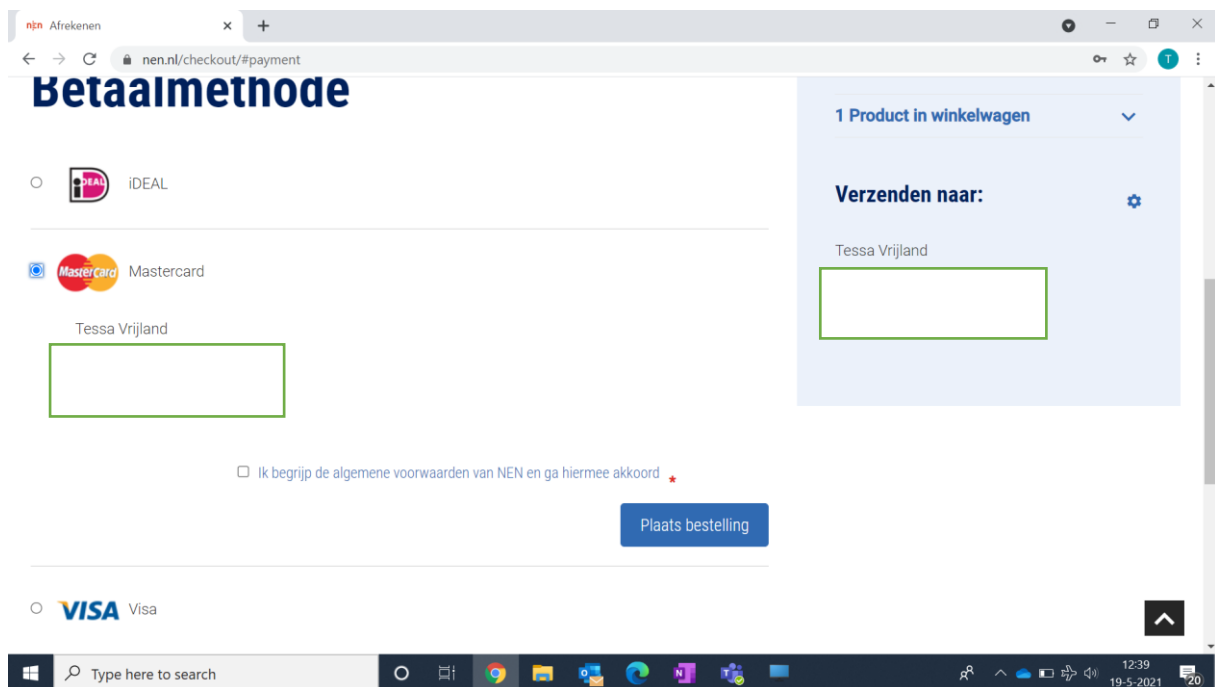 nen Afrekenen
nen.nl/checkout/#payment
T
Betaalmethode
iDEAL
iDEAL
Mastercard
Mastercard
Tessa Vrijland
Ik begrijp de algemene voorwaarden van NEN en ga hiermee akkoord *
Plaats bestelling
VISA
Visa
1 Product in winkelwagen
Verzenden naar:
Tessa Vrijland
Type here to search
12:39
19-5-2021
20